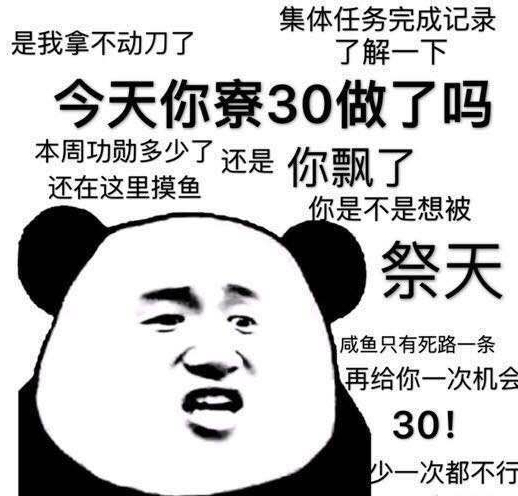 集体任务完成记录
了解一下
是我拿不动刀了
今天你寮30做了吗
本周功勋多少了
还在这里摸鱼
还是
你飘了
你是不是想被
祭天
咸鱼只有死路一条
再给你一次机会
30!
少一次都不行